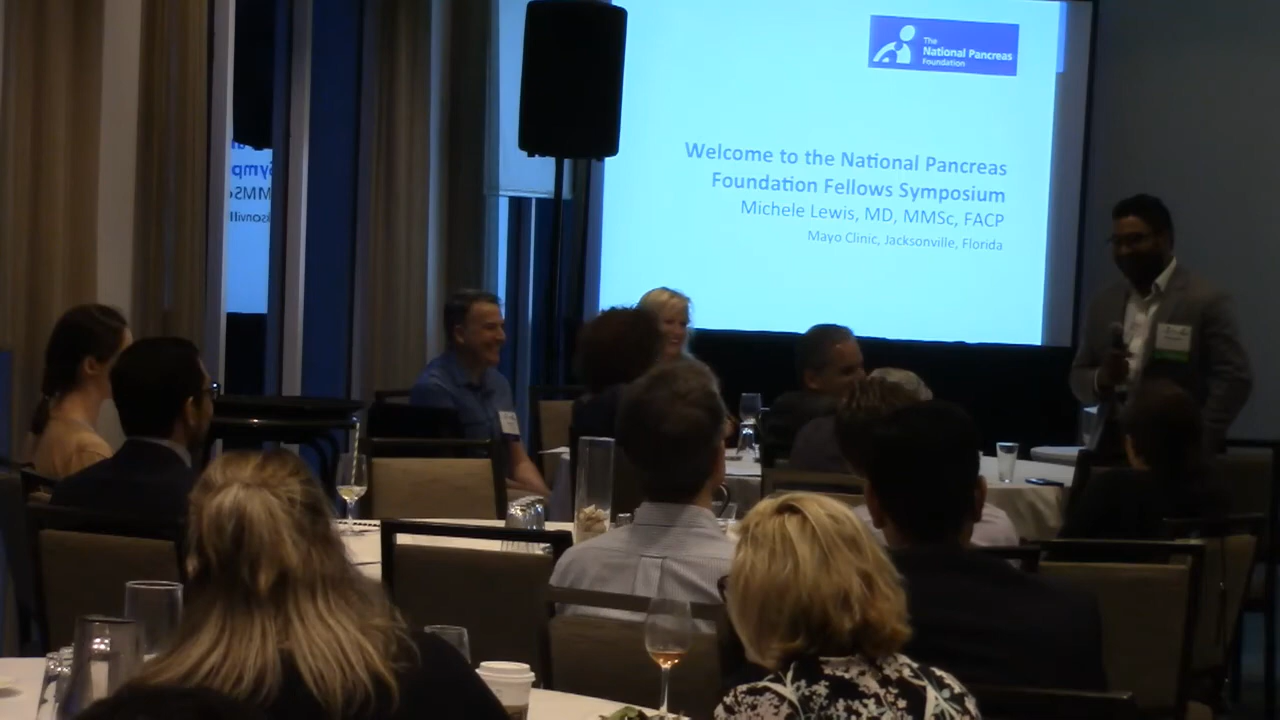 The
National Pancreas
Foundation
Welcome to the National Pancreas
Foundation Fellows Symposium
Michele Lewis, MD, MMSc, FACP
Mayo Clinic, Jacksonville, Florida